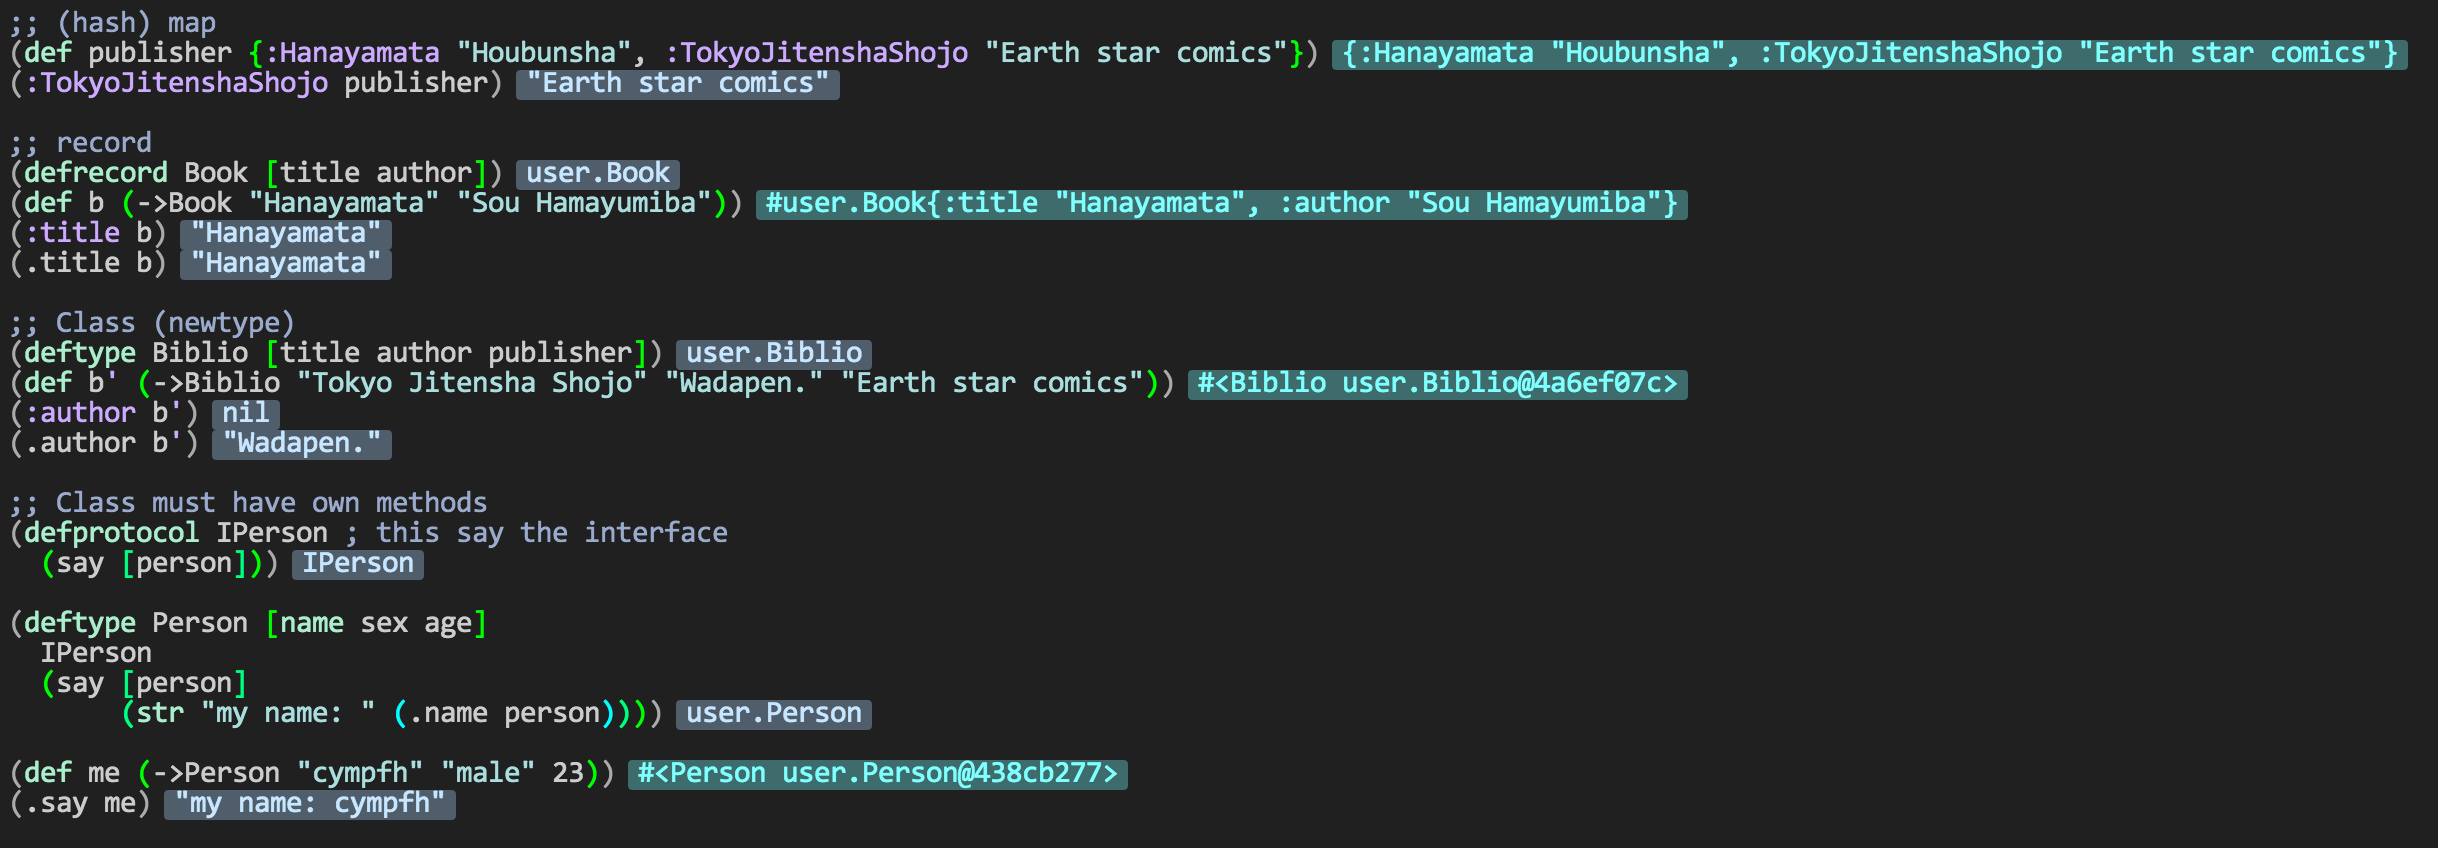 ;; (hash) map
(def publisher {:Hanayamata "Houbunsha", :TokyoJitenshaShojo "Earth star comics"}) {:Hanayamata "Houbunsha", :TokyoJitenshaShojo "Earth star comics"}
(:TokyoJitenshaShojo publisher) "Earth star comics"

;; record
(defrecord Book [title author]) user.Book
(def b (->Book "Hanayamata" "Sou Hamayumiba")) #user.Book{:title "Hanayamata", :author "Sou Hamayumiba"}
(:title b) "Hanayamata"
(.title b) "Hanayamata"

;; Class (newtype)
(deftype Biblio [title author publisher]) user.Biblio
(def b' (->Biblio "Tokyo Jitensha Shojo" "Wadapen." "Earth star comics")) #<Biblio user.Biblio@4a6ef07c>
(:author b') nil
(.author b') "Wadapen."

;; Class must have own methods
(defprotocol IPerson ; this say the interface
  (say [person])) IPerson

(deftype Person [name sex age]
  IPerson
  (say [person]
       (str "my name: " (.name person)))) user.Person

(def me (->Person "cympfh" "male" 23)) #<Person user.Person@438cb277>
(.say me) "my name: cympfh"